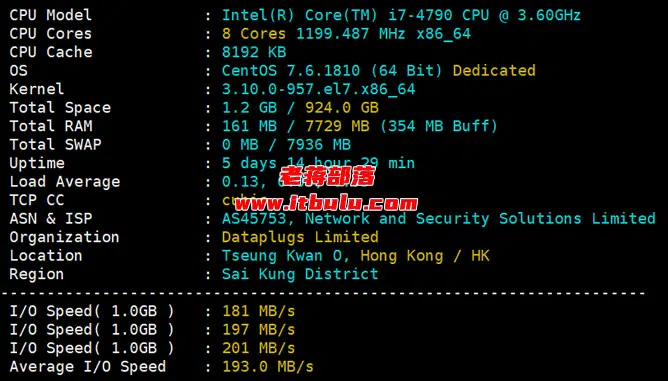 CPU Model : Intel(R) Core(TM) i7-4790 CPU @ 3.60GHz
CPU Cores : 8 Cores 1199.487 MHz x86_64
CPU Cache : 8192 KB
OS : CentOS 7.6.1810 (64 Bit) Dedicated
Kernel : 3.10.0-957.el7.x86_64
Total Space : 1.2 GB / 924.0 GB
Total RAM : 161 MB / 7729 MB (354 MB Buff)
Total SWAP : 0 MB / 7936 MB
Uptime : 5 days 14 hour 29 min
Load Average : 0.13,
老蒋部落
TCP CC :
www.itbulu.com
ASN & ISP : AS45753, Network and Security Solutions Limited
Organization : Dataplugs Limited
Location : Tseung Kwan O, Hong Kong / HK
Region : Sai Kung District
----------------------------------------------------------------------
I/O Speed( 1.0GB ) : 181 MB/s
I/O Speed( 1.0GB ) : 197 MB/s
I/O Speed( 1.0GB ) : 201 MB/s
Average I/O Speed : 193.0 MB/s